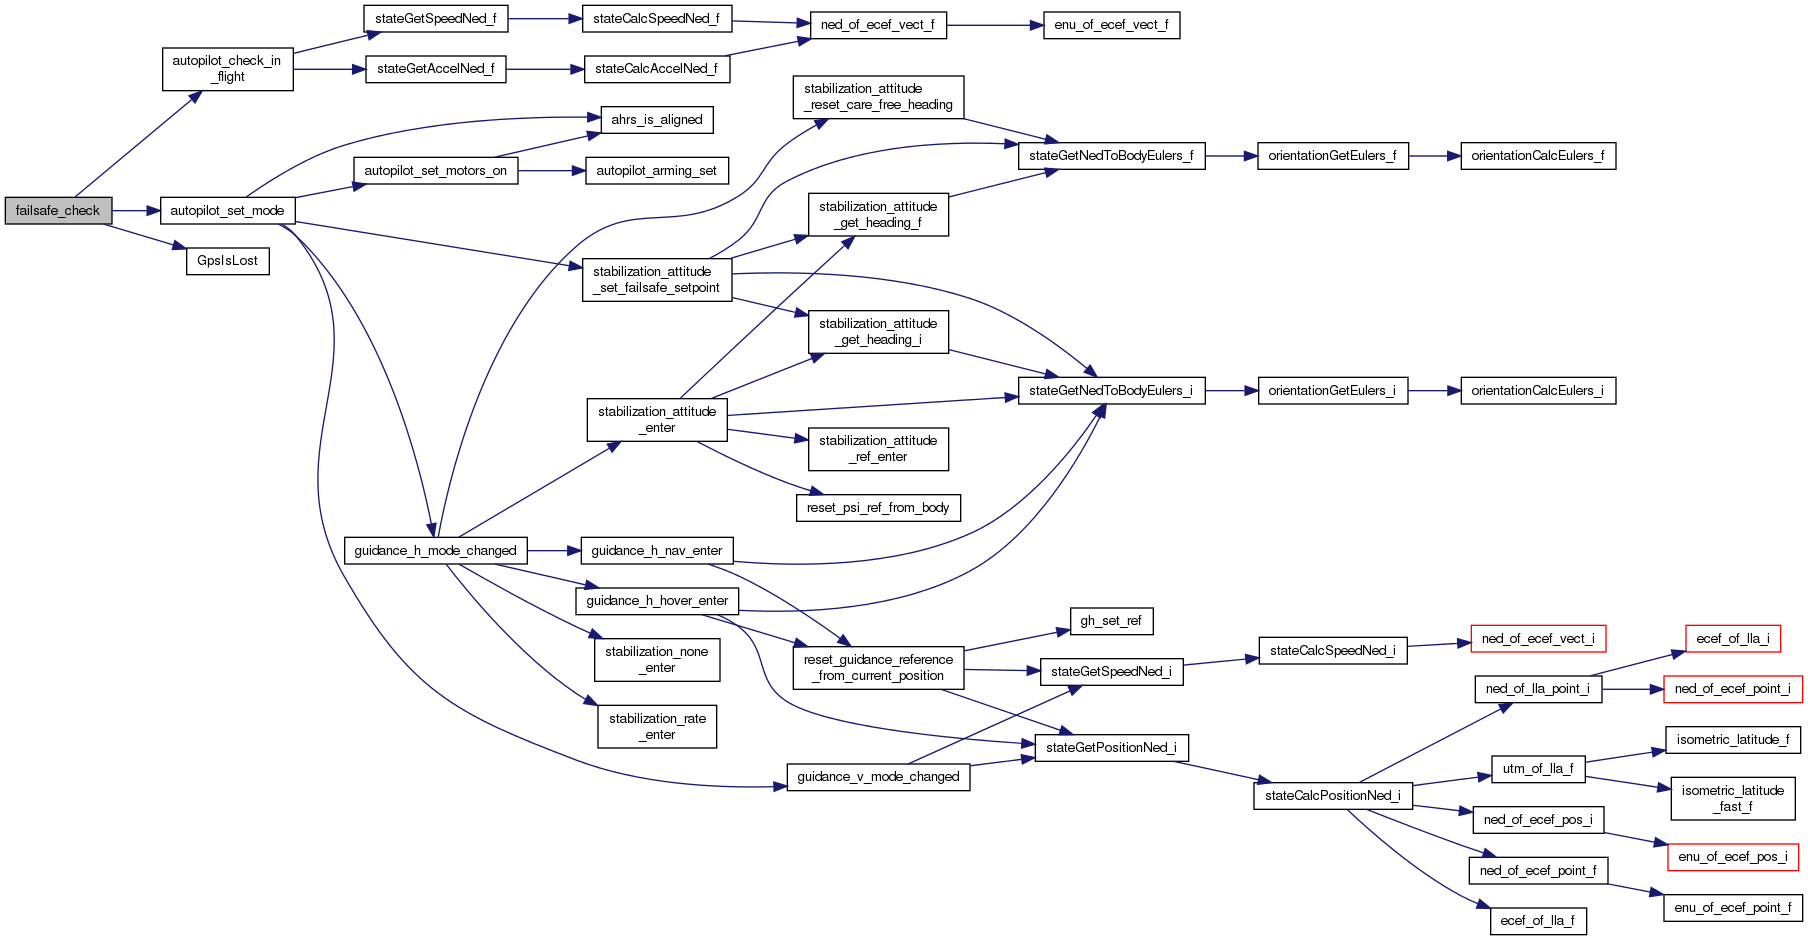 failsafe_check
autopilot_check_in
_flight
autopilot_set_mode
GpsIsLost
stateGetSpeedNed_f
stateGetAccelNed_f
autopilot_set_motors_on
guidance_h_mode_changed
stateCalcSpeedNed_f
stateCalcAccelNed_f
ahrs_is_aligned
autopilot_arming_set
stabilization_attitude
_set_failsafe_setpoint
stabilization_attitude
_enter
guidance_h_nav_enter
guidance_h_hover_enter
stabilization_none
_enter
stabilization_rate
_enter
ned_of_ecef_vect_f
stabilization_attitude
_reset_care_free_heading
stabilization_attitude
_get_heading_f
stabilization_attitude
_get_heading_i
stabilization_attitude
_ref_enter
reset_psi_ref_from_body
reset_guidance_reference
_from_current_position
guidance_v_mode_changed
enu_of_ecef_vect_f
stateGetNedToBodyEulers_f
stateGetNedToBodyEulers_i
gh_set_ref
stateGetSpeedNed_i
stateGetPositionNed_i
orientationGetEulers_f
orientationGetEulers_i
stateCalcSpeedNed_i
stateCalcPositionNed_i
orientationCalcEulers_f
orientationCalcEulers_i
ned_of_ecef_vect_i
ned_of_lla_point_i
utm_of_lla_f
ned_of_ecef_pos_i
ned_of_ecef_point_f
ecef_of_lla_f
ecef_of_lla_i
ned_of_ecef_point_i
isometric_latitude_f
isometric_latitude
_fast_f
enu_of_ecef_pos_i
enu_of_ecef_point_f